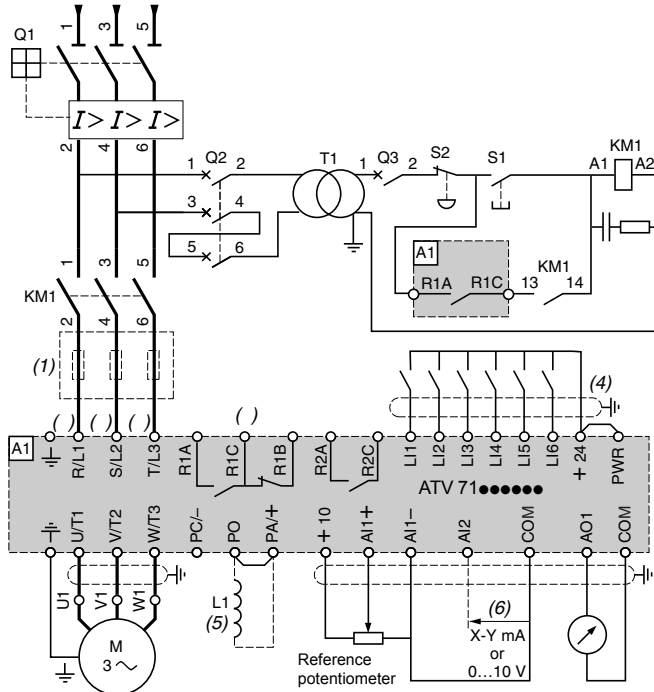 1 3 5
Q1
I> I> I>
2 4 6
1 Q2 2
T1
1 Q3 2
S2
S1
KM1
A1 A2
3 4
5 6
A1
R1A R1C
13 KM1 14
1 3 5
KM1
2 4 6
(1)
(4)
( ) ( ) ( ) ( )
A1
R/L1 S/L2 T/L3 R1A R1C R1B R2A R2C LI1 LI2 LI3 LI4 LI5 LI6 + 24 PWR
ATV 71●●●●●●
U/T1 V/T2 W/T3 PC/– PO PA/+ + 10 AI1+ AI1– AI2 COM AO1 COM
U1 V1 W1
L1
(5)
(6)
X-Y mA
or
0...10 V
M
3 ~
Reference
potentiometer